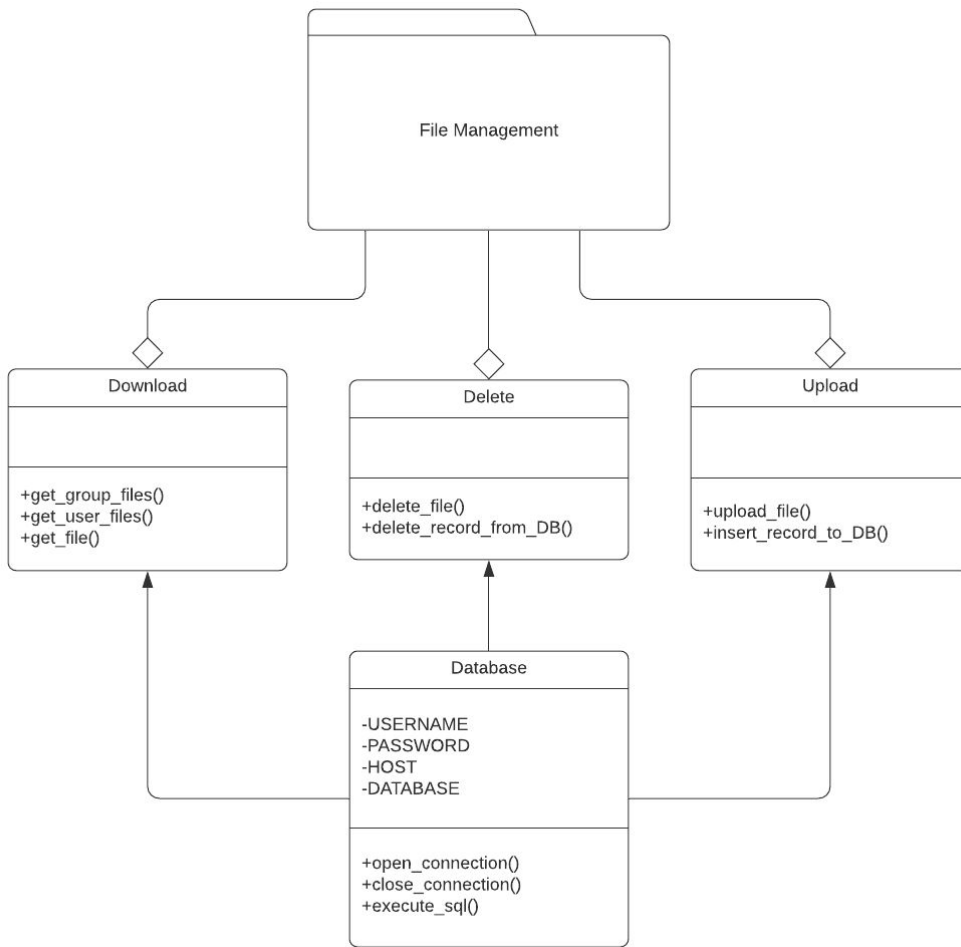 File Management
Download
+get_group_files()
+get_user_files()
+get_file()
Delete
+delete_file()
+delete_record_from_DB()
Upload
+upload_file()
+insert_record_to_DB()
Database
-USERNAME
-PASSWORD
-HOST
-DATABASE
+open_connection()
+close_connection()
+execute_sql()